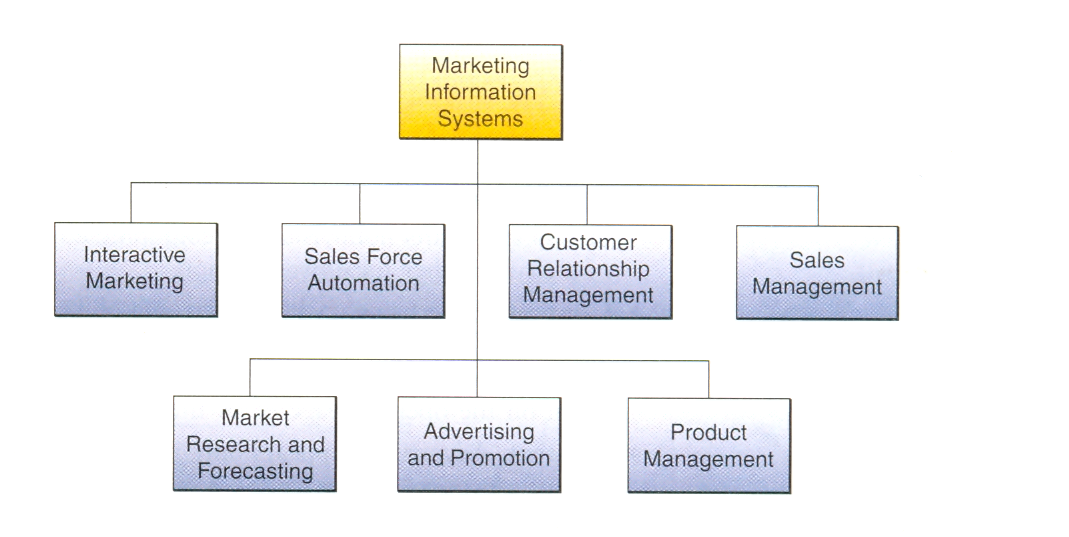 Marketing
Information
Systems
Interactive
Marketing
Sales Force
Automation
Customer
Relationship
Management
Sales
Management
Market
Research and
Forecasting
Advertising
and Promotion
Product
Management